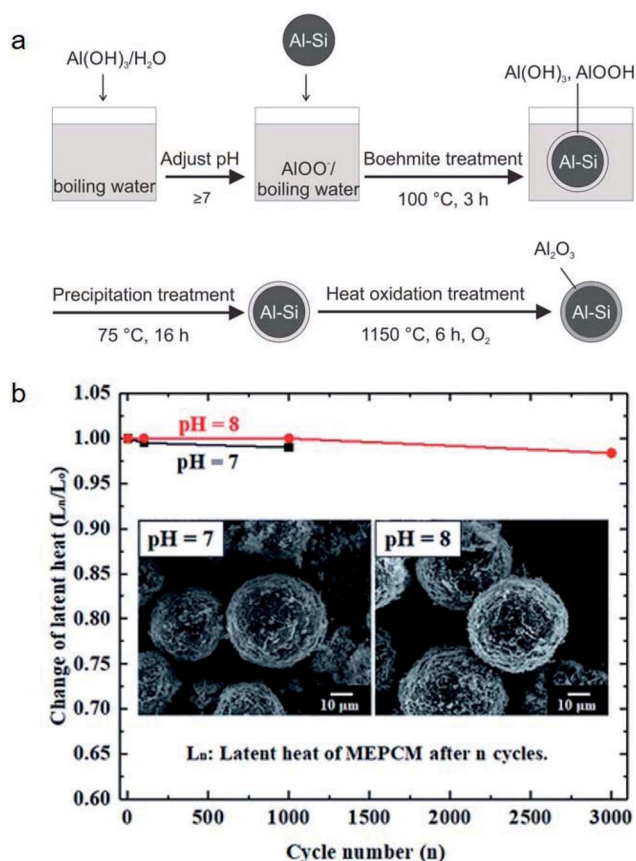 a
Al(OH)₃/H₂O
Al-Si
Al(OH)₃, AlOOH
boiling water
Adjust pH
≥7
AlOO⁻/
boiling water
Boehmite treatment
100 °C, 3 h
Al-Si
Precipitation treatment
75 °C, 16 h
Al-Si
Heat oxidation treatment
1150 °C, 6 h, O₂
Al₂O₃
Al-Si
b
Change of latent heat (Lₙ/Lₒ)
1.05
1.00
0.95
0.90
0.85
0.80
0.75
0.70
0.65
0.60
pH = 8
pH = 7
pH = 7
10 μm
pH = 8
10 μm
Lₙ: Latent heat of MEPCM after n cycles.
0 500 1000 1500 2000 2500 3000
Cycle number (n)